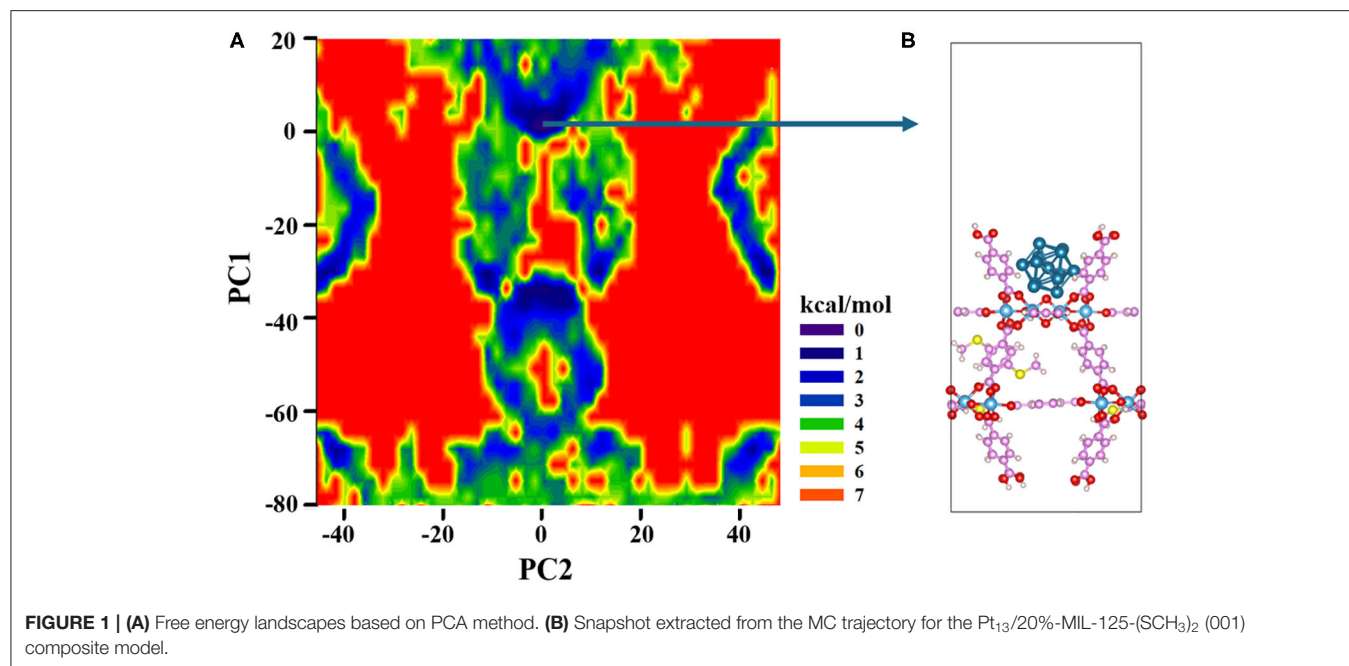 A
B
20
0
-20
-40
-60
-80
PC1
-40
-20
0
20
40
PC2
kcal/mol
0
1
2
3
4
5
6
7
FIGURE 1 | (A) Free energy landscapes based on PCA method. (B) Snapshot extracted from the MC trajectory for the Pt₁₃/20%-MIL-125-(SCH₃)₂ (001)
composite model.